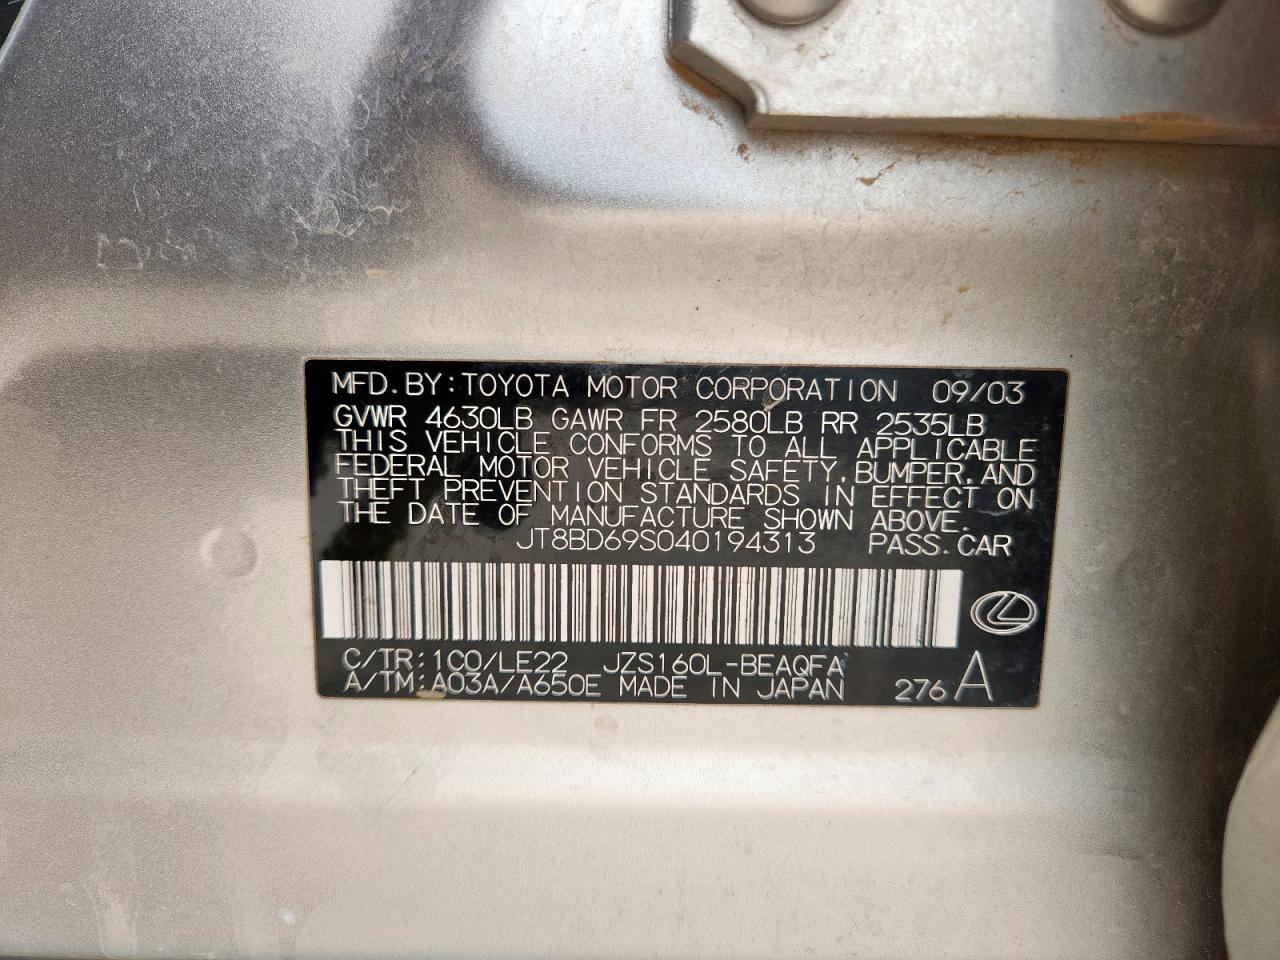 MFD. BY: TOYOTA MOTOR CORPORATION 09/03
GVWR 4630LB GAWR FR 2580LB RR 2535LB
THIS VEHICLE CONFORMS TO ALL APPLICABLE
FEDERAL MOTOR VEHICLE SAFETY, BUMPER, AND
THEFT PREVENTION STANDARDS IN EFFECT ON
THE DATE OF MANUFACTURE SHOWN ABOVE.
JT8BD69S040194313 PASS. CAR
C/TR: 1C0/LE22 JZS160L-BEAQFA
A/TM: A03A/A650E MADE IN JAPAN 276 A